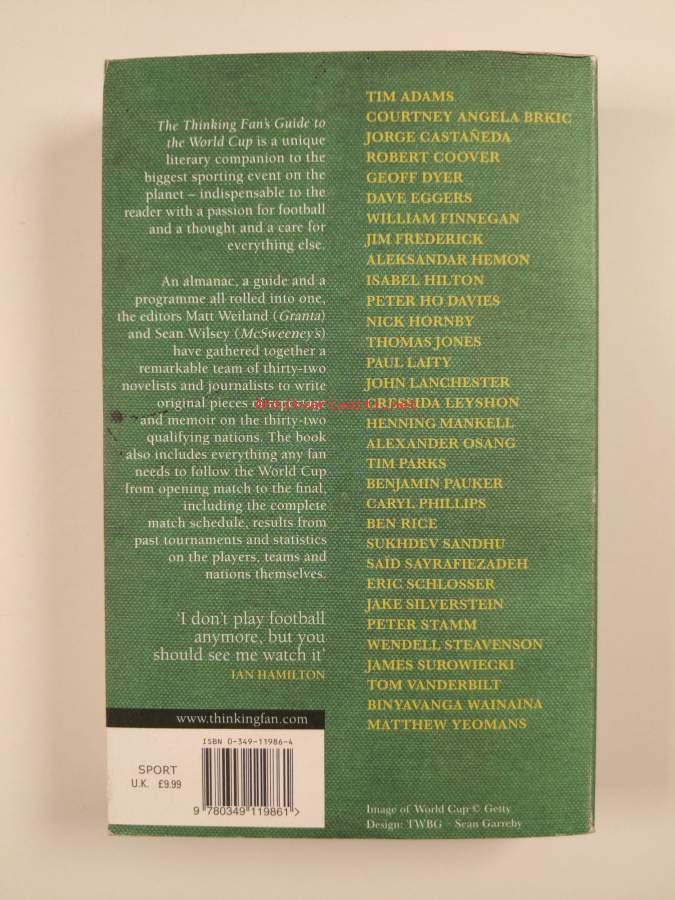 The Thinking Fan's Guide to
the World Cup is a unique
literary companion to the
biggest sporting event on the
planet – indispensable to the
reader with a passion for football
and a thought and a care for
everything else.
An almanac, a guide and a
programme all rolled into one,
the editors Matt Weiland (Granta)
and Sean Wilsey (McSweeney's)
have gathered together a
remarkable team of thirty-two
novelists and journalists to write
original pieces
and memoir on the thirty-two
qualifying nations. The book
also includes everything any fan
needs to follow the World Cup
from opening match to the final,
including the complete
match schedule, results from
past tournaments and statistics
on the players, teams and
nations themselves.
'I don't play football
anymore, but you
should see me watch it'
IAN HAMILTON
www.thinkingfan.com
ISBN 0-349-11986-4
SPORT
U.K. £9.99
9 780349 119861 >
TIM ADAMS
COURTNEY ANGELA BRKIC
JORGE CASTAÑEDA
ROBERT COOVER
GEOFF DYER
DAVE EGGERS
WILLIAM FINNEGAN
JIM FREDERICK
ALEKSANDAR HEMON
ISABEL HILTON
PETER HO DAVIES
NICK HORNBY
THOMAS JONES
PAUL LAITY
JOHN LANCHESTER
CRESSIDA LEYSHON
HENNING MANKELL
ALEXANDER OSANG
TIM PARKS
BENJAMIN PAUKER
CARYL PHILLIPS
BEN RICE
SUKHDEV SANDHU
SAÏD SAYRAFIEZADEH
ERIC SCHLOSSER
JAKE SILVERSTEIN
PETER STAMM
WENDELL STEAVENSON
JAMES SUROWIECKI
TOM VANDERBILT
BINYAVANGA WAINAINA
MATTHEW YEOMANS
Image of World Cup © Getty
Design: TWBG – Sean Garrehy